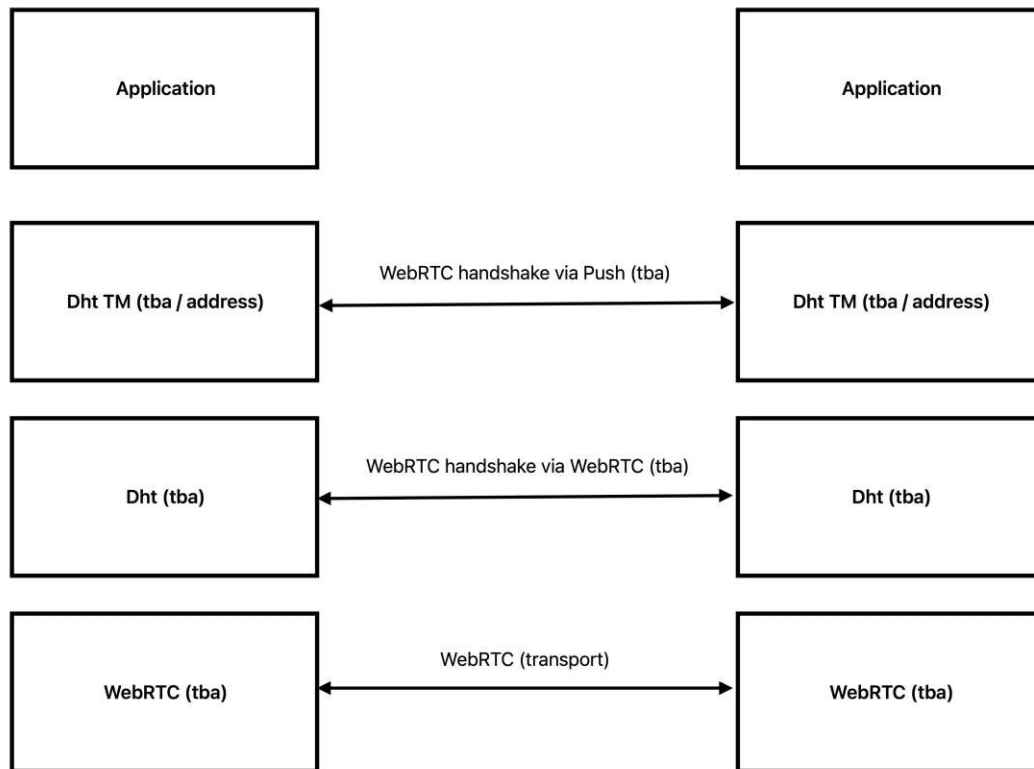 Application
Application
WebRTC handshake via Push (tba)
Dht TM (tba / address)
Dht TM (tba / address)
WebRTC handshake via WebRTC (tba)
Dht (tba)
Dht (tba)
WebRTC (transport)
WebRTC (tba)
WebRTC (tba)